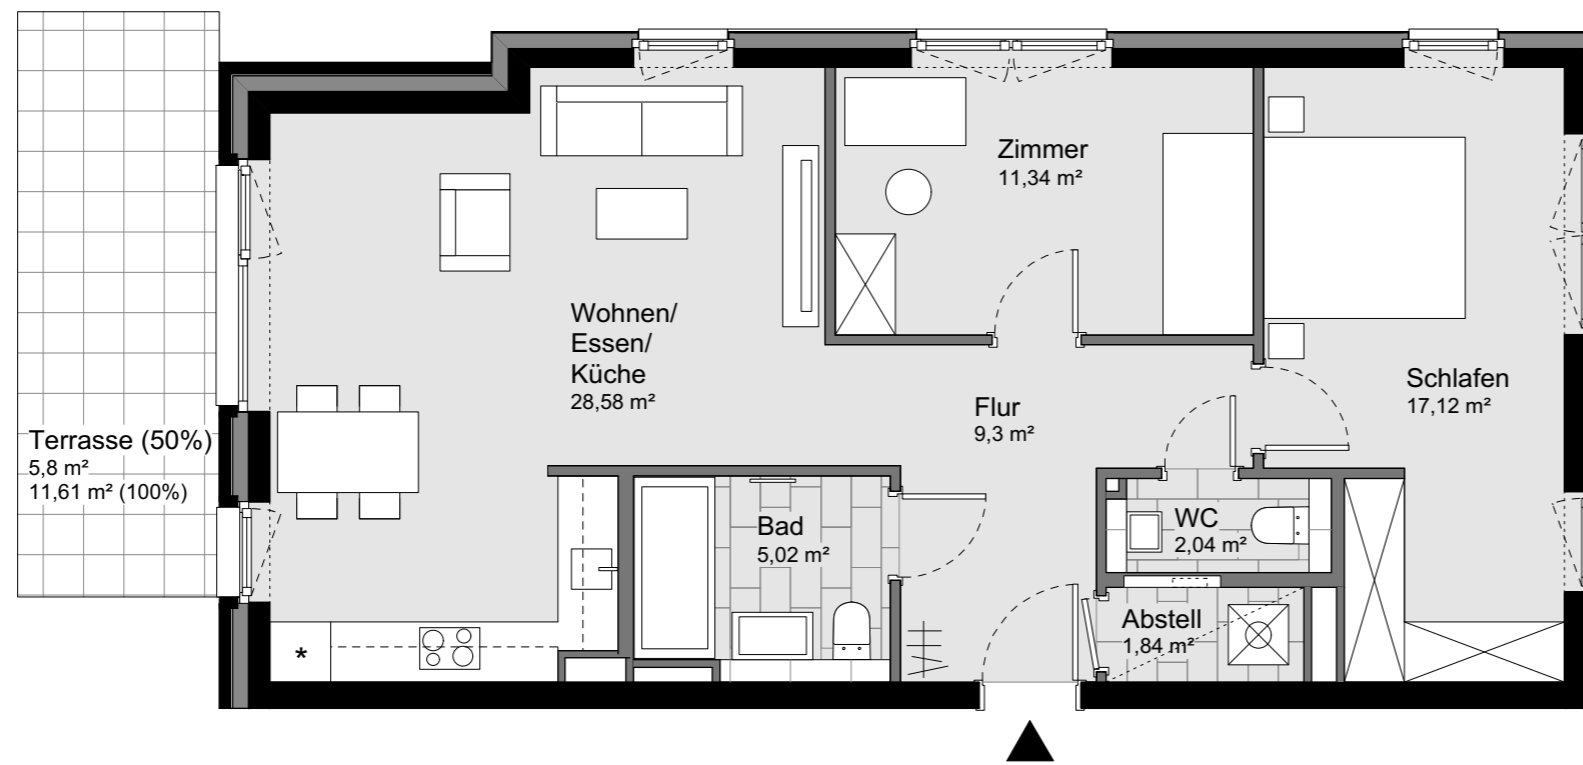 Zimmer
11,34 m²
Wohnen/
Essen/
Küche
28,58 m²
Schlafen
17,12 m²
Flur
9,3 m²
Terrasse (50%)
5,8 m²
11,61 m² (100%)
Bad
5,02 m²
WC
2,04 m²
Abstell
1,84 m²
*